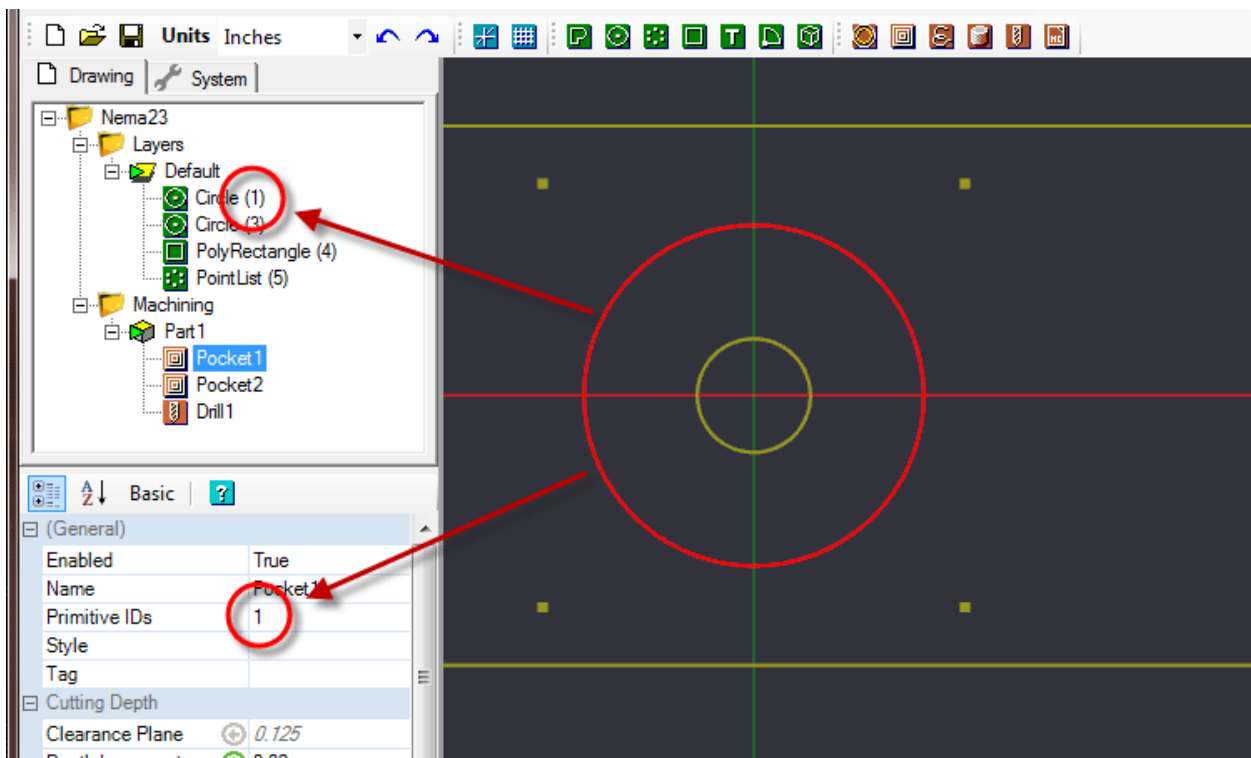 Units Inches
Drawing System
Nema23
Layers
Default
Circle (1)
Circle (3)
PolyRectangle (4)
PointList (5)
Machining
Part1
Pocket1
Pocket2
Drill1
Basic
(General)
Enabled True
Name Pocket1
Primitive IDs 1
Style
Tag
Cutting Depth
Clearance Plane 0.125